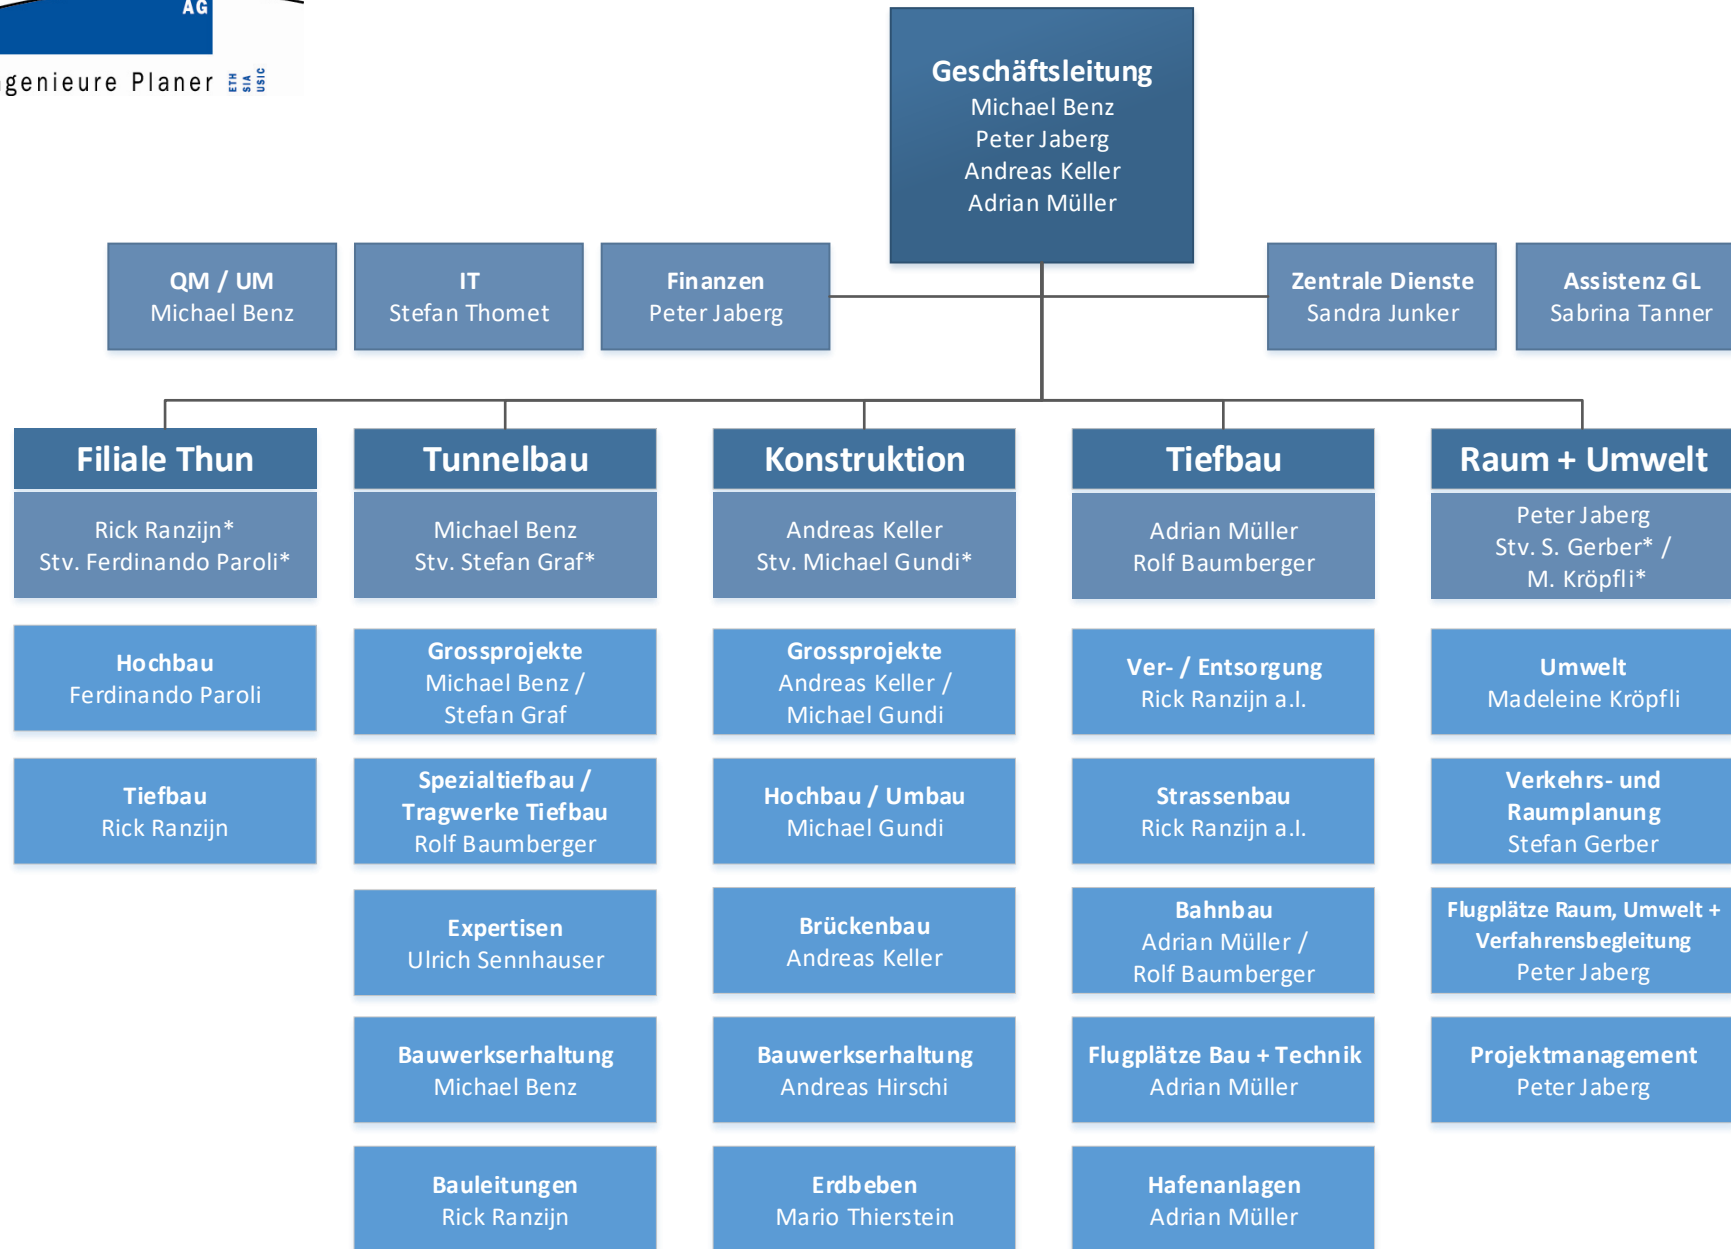 AG
Planer
ETH
SIA
USIC
Geschäftsleitung
Michael Benz
Peter Jaberg
Andreas Keller
Adrian Müller
QM / UM
Michael Benz
IT
Stefan Thomet
Finanzen
Peter Jaberg
Zentrale Dienste
Sandra Junker
Assistenz GL
Sabrina Tanner
Filiale Thun
Rick Ranzijn*
Stv. Ferdinando Paroli*
Hochbau
Ferdinando Paroli
Tiefbau
Rick Ranzijn
Tunnelbau
Michael Benz
Stv. Stefan Graf*
Grossprojekte
Michael Benz /
Stefan Graf
Spezialtiefbau /
Tragwerke Tiefbau
Rolf Baumberger
Expertisen
Ulrich Sennhauser
Bauwerkserhaltung
Michael Benz
Bauleitungen
Rick Ranzijn
Konstruktion
Andreas Keller
Stv. Michael Gundi*
Grossprojekte
Andreas Keller /
Michael Gundi
Hochbau / Umbau
Michael Gundi
Brückenbau
Andreas Keller
Bauwerkserhaltung
Andreas Hirschi
Erdbeben
Mario Thierstein
Tiefbau
Adrian Müller
Rolf Baumberger
Ver- / Entsorgung
Rick Ranzijn a.I.
Strassenbau
Rick Ranzijn a.I.
Bahnbau
Adrian Müller /
Rolf Baumberger
Flugplätze Bau + Technik
Adrian Müller
Hafenanlagen
Adrian Müller
Raum + Umwelt
Peter Jaberg
Stv. S. Gerber* /
M. Kröpfli*
Umwelt
Madeleine Kröpfli
Verkehrs- und
Raumplanung
Stefan Gerber
Flugplätze Raum, Umwelt +
Verfahrensbegleitung
Peter Jaberg
Projektmanagement
Peter Jaberg